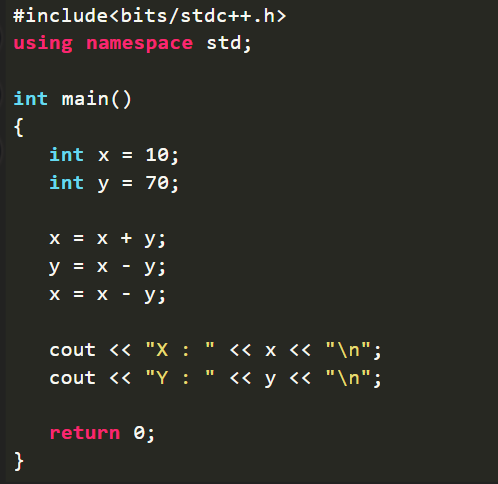 #include<bits/stdc++.h>
using namespace std;
int main()
{
int x = 10;
int y = 70;
x = x + y;
y = x - y;
x = x - y;
cout << "X : " << x << "\n";
cout << "Y : " << y << "\n";
return 0;
}